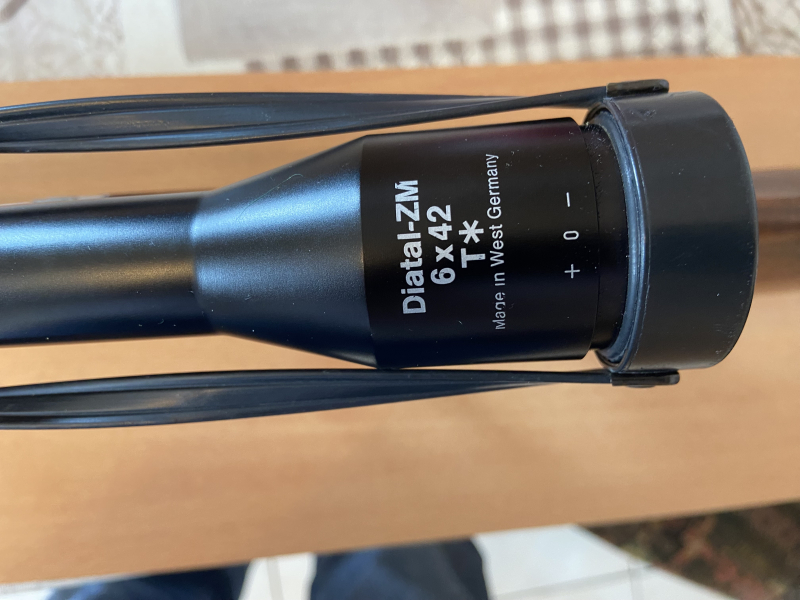 Diatal-ZM
6 x 42
T*
Made in West Germany
+ 0 -